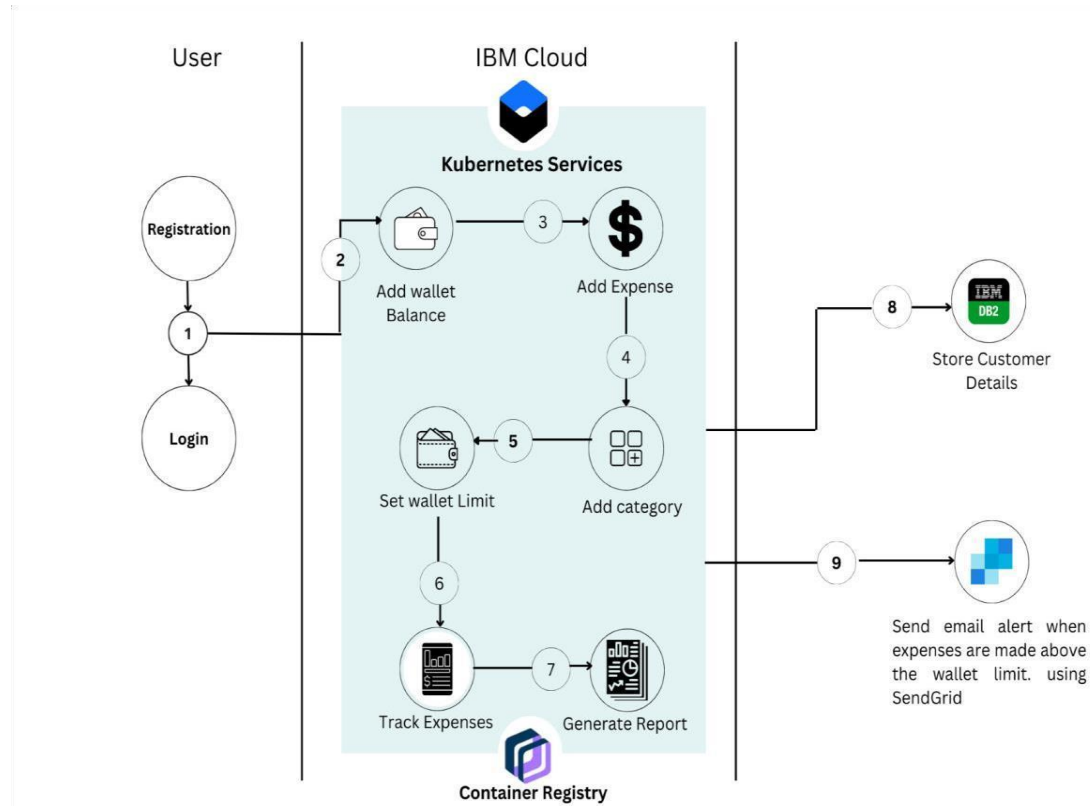 User
IBM Cloud
Kubernetes Services
Registration
1
Login
2
Add wallet
Balance
3
Add Expense
4
Add category
5
Set wallet Limit
6
Track Expenses
7
Generate Report
Container Registry
8
IBM
DB2
Store Customer
Details
9
Send email alert when
expenses are made above
the wallet limit. using
SendGrid